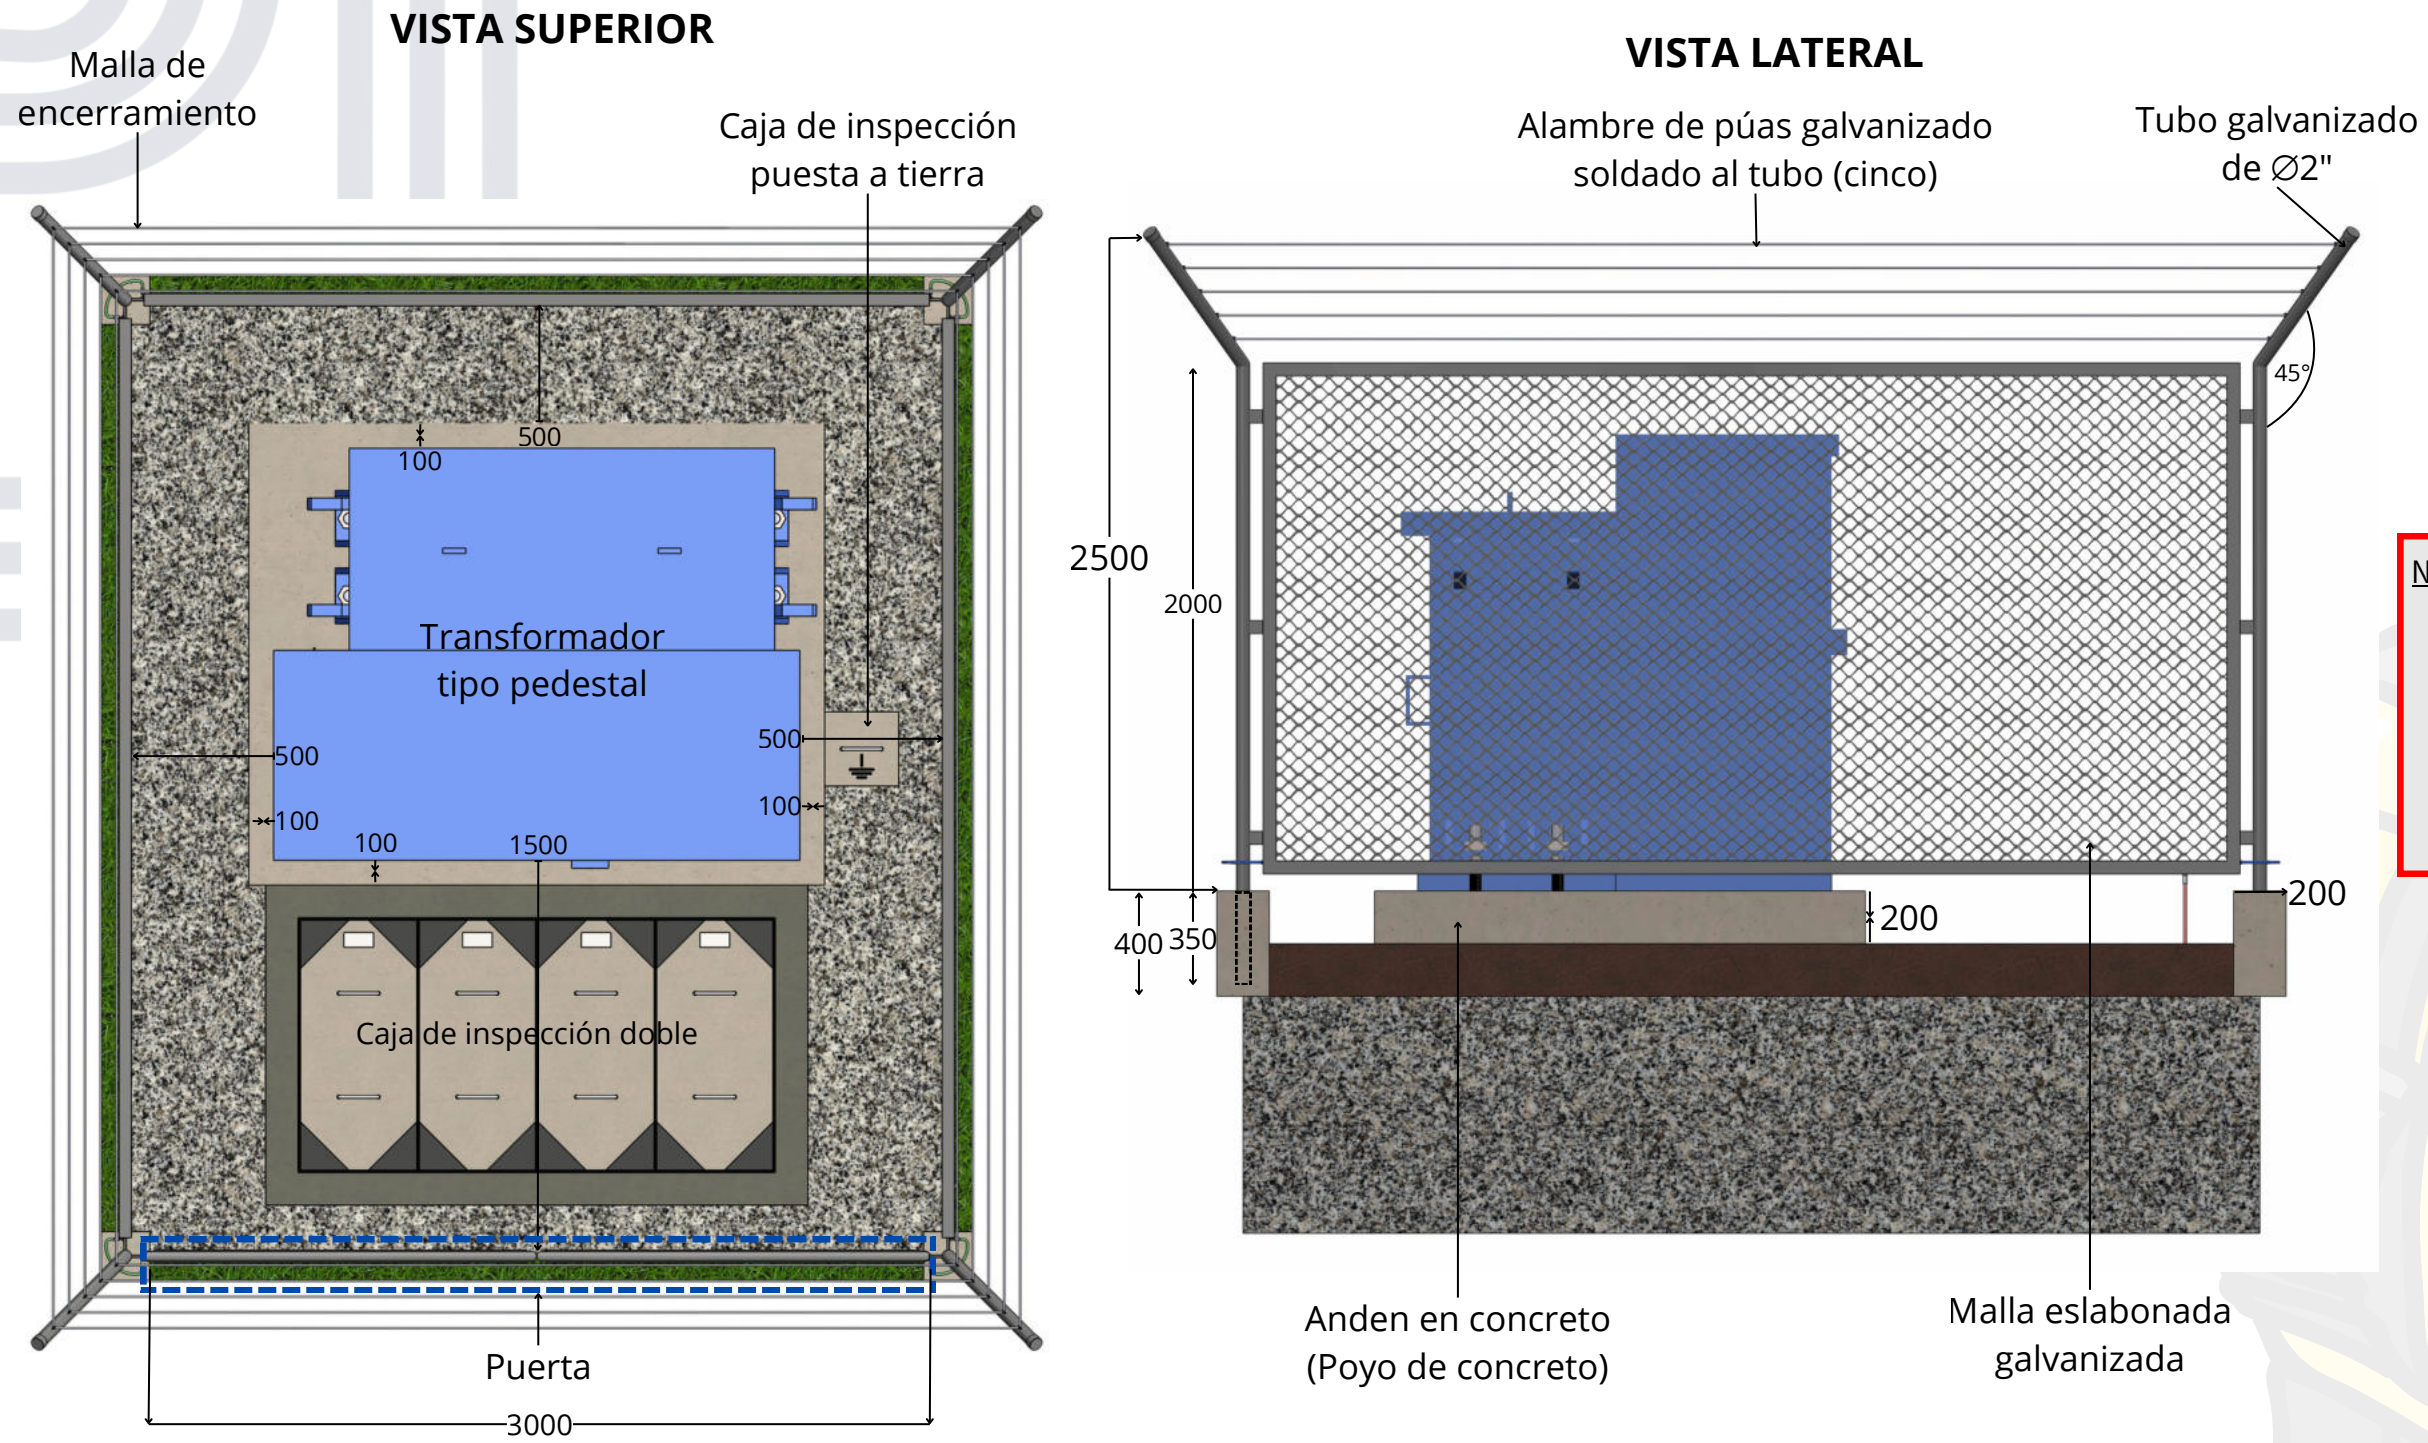 VISTA SUPERIOR
Malla de
encerramiento
Caja de inspección
puesta a tierra
500
100
Transformador
tipo pedestal
500
500
100
100
100
1500
Caja de inspección doble
Puerta
3000
VISTA LATERAL
Alambre de púas galvanizado
soldado al tubo (cinco)
Tubo galvanizado
de ∅2"
45°
2500
2000
200
200
400
350
Anden en concreto
(Poyo de concreto)
Malla eslabonada
galvanizada
N